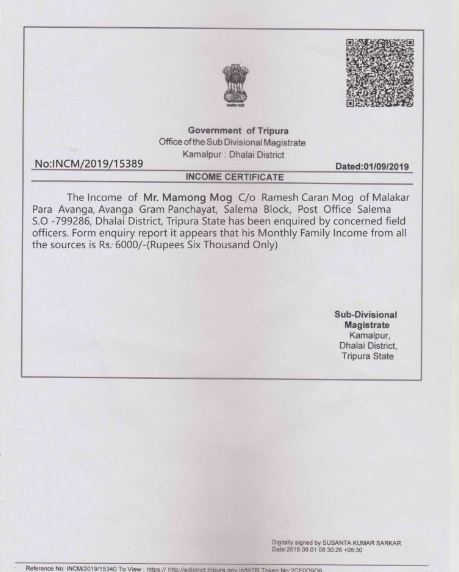 Government of Tripura
Office of the Sub Divisional Magistrate
Kamalpur : Dhalai District
No:INCM/2019/15389
Dated:01/09/2019
INCOME CERTIFICATE
The Income of Mr. Mamong Mog C/o Ramesh Caran Mog of Malakar
Para Avanga, Avanga Gram Panchayat, Salema Block, Post Office Salema
S.O -799286, Dhalai District, Tripura State has been enquired by concerned field
officers. Form enquiry report it appears that his Monthly Family Income from all
the sources is Rs. 6000/-(Rupees Six Thousand Only)
Sub-Divisional
Magistrate
Kamalpur,
Dhalai District,
Tripura State
Digitally signed by SUSANTA KUMAR SARKAR
Date:2019.09.01 08:30:26 +05:30
Reference No: INCM/2019/15340 To View : https:// http://edistrict.tripura.gov.in/